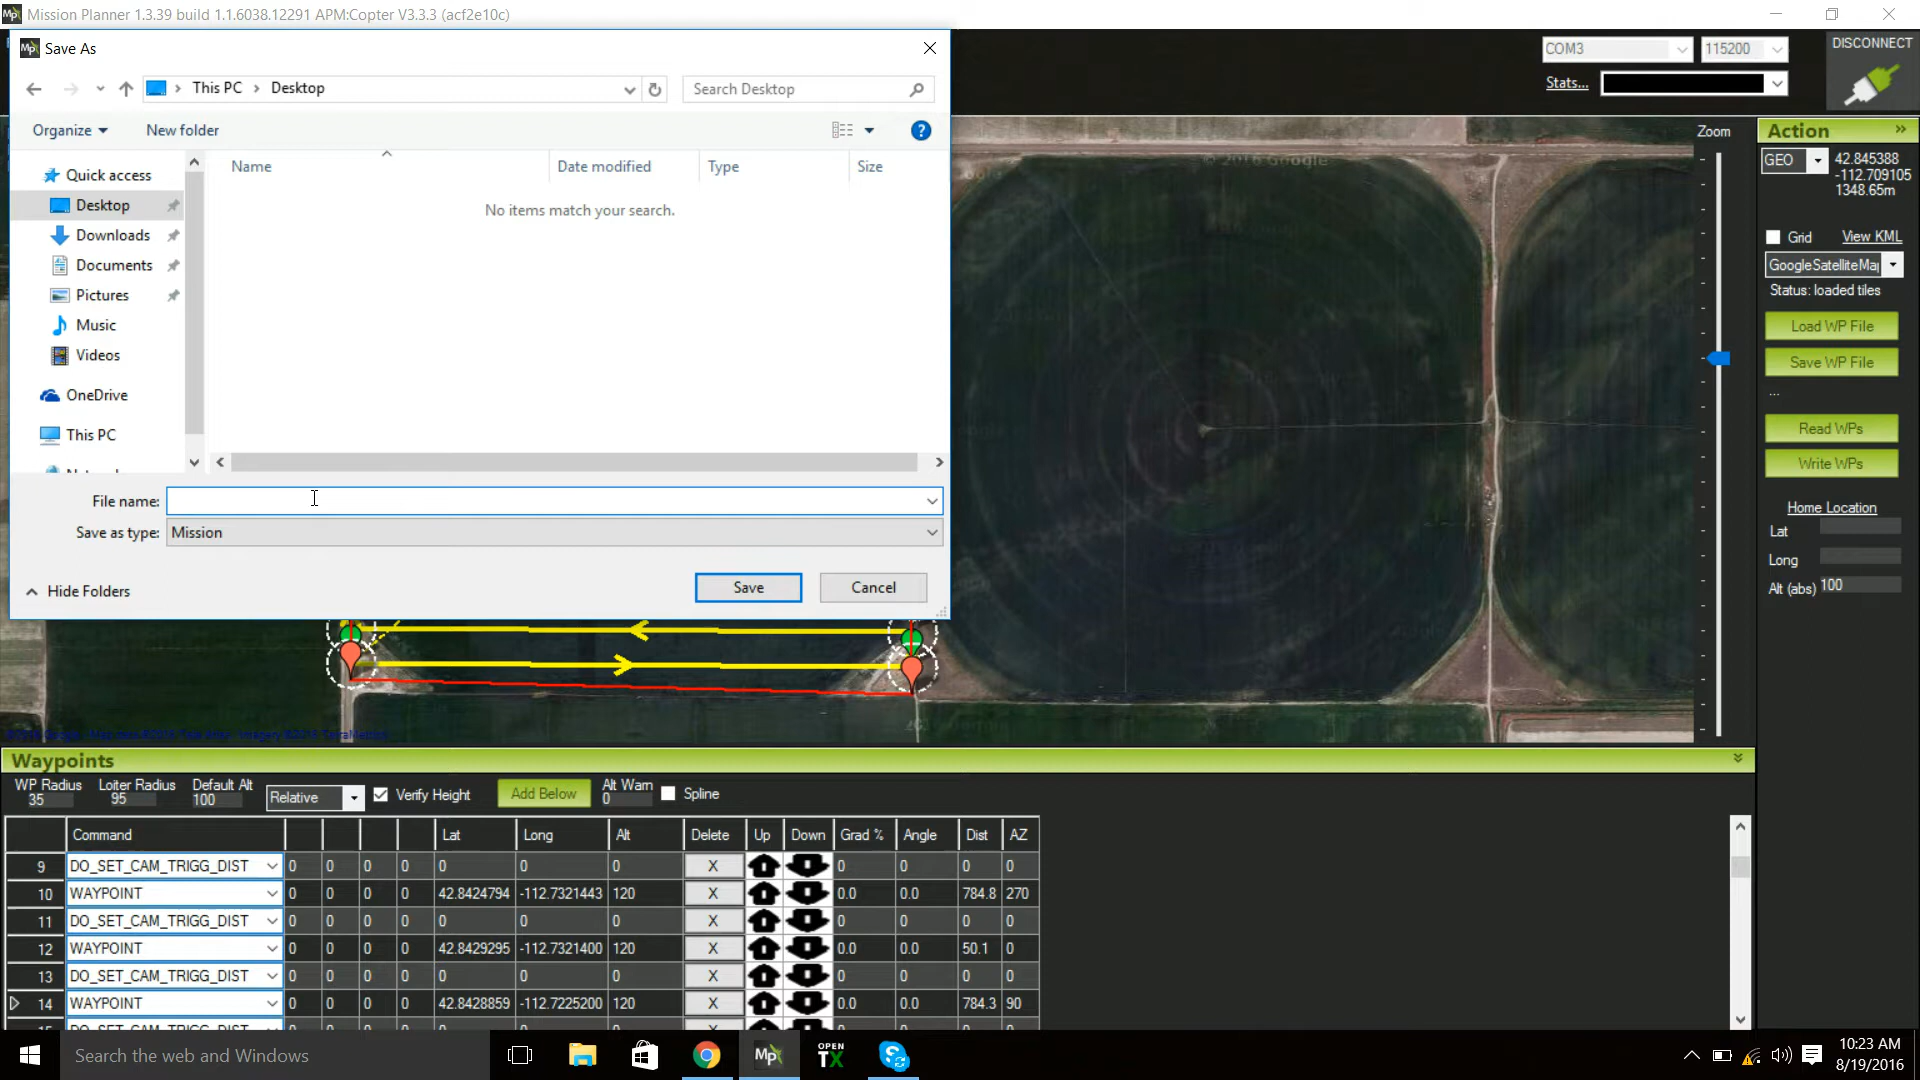 Mission Planner 1.3.39 build 1.1.6038.12291 APM:Copter V3.3.3 (acf2e10c)
Save As
This PC > Desktop
Search Desktop
Organize
New folder
Name
Date modified
Type
Size
No items match your search.
Quick access
Desktop
Downloads
Documents
Pictures
Music
Videos
OneDrive
This PC
File name:
Save as type: Mission
Hide Folders
Save
Cancel
COM3
115200
DISCONNECT
Stats...
Zoom
Action
GEO
42.845388
-112.709105
1348.65m
Grid
View KML
GoogleSatelliteMa
Status: loaded tiles
Load WP File
Save WP File
...
Read WPs
Write WPs
Home Location
Lat
Long
Alt (abs) 100
© 2016 Google
Waypoints
WP Radius Loiter Radius Default Alt
35 95 100
Relative
Verify Height
Add Below
Alt Warn
0
Spline
Command Lat Long Alt Delete Up Down Grad % Angle Dist AZ
9 DO_SET_CAM_TRIGG_DIST 0 0 0 0 0 0 0 X 0 0 0 0
10 WAYPOINT 0 0 0 0 42.8424794 -112.7321443 120 X 0.0 0.0 784.8 270
11 DO_SET_CAM_TRIGG_DIST 0 0 0 0 0 0 0 X 0 0 0 0
12 WAYPOINT 0 0 0 0 42.8429295 -112.7321400 120 X 0.0 0.0 50.1 0
13 DO_SET_CAM_TRIGG_DIST 0 0 0 0 0 0 0 X 0 0 0 0
14 WAYPOINT 0 0 0 0 42.8428859 -112.7225200 120 X 0.0 0.0 784.3 90
Search the web and Windows
Mp
OPEN
TX
10:23 AM
8/19/2016